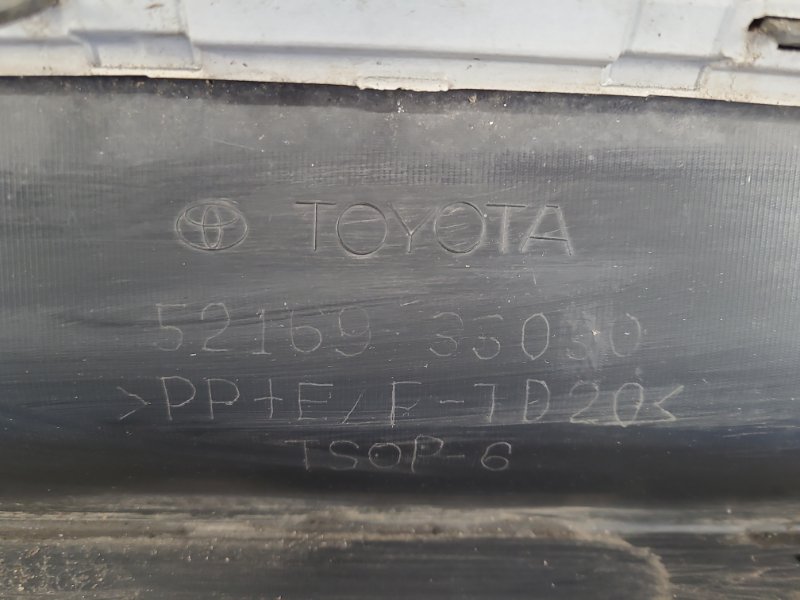 TOYOTA
52169 35030
>PP+E/P-TD20<
TSOP-6